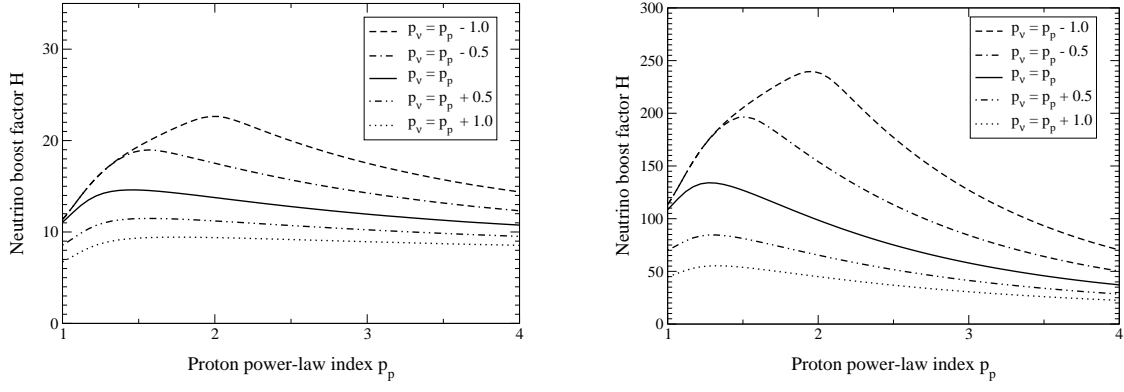 Neutrino boost factor H
30
20
10
0
1
2
3
4
Proton power-law index p_p
p_ν = p_p - 1.0
p_ν = p_p - 0.5
p_ν = p_p
p_ν = p_p + 0.5
p_ν = p_p + 1.0
Neutrino boost factor H
300
250
200
150
100
50
0
1
2
3
4
Proton power-law index p_p
p_ν = p_p - 1.0
p_ν = p_p - 0.5
p_ν = p_p
p_ν = p_p + 0.5
p_ν = p_p + 1.0